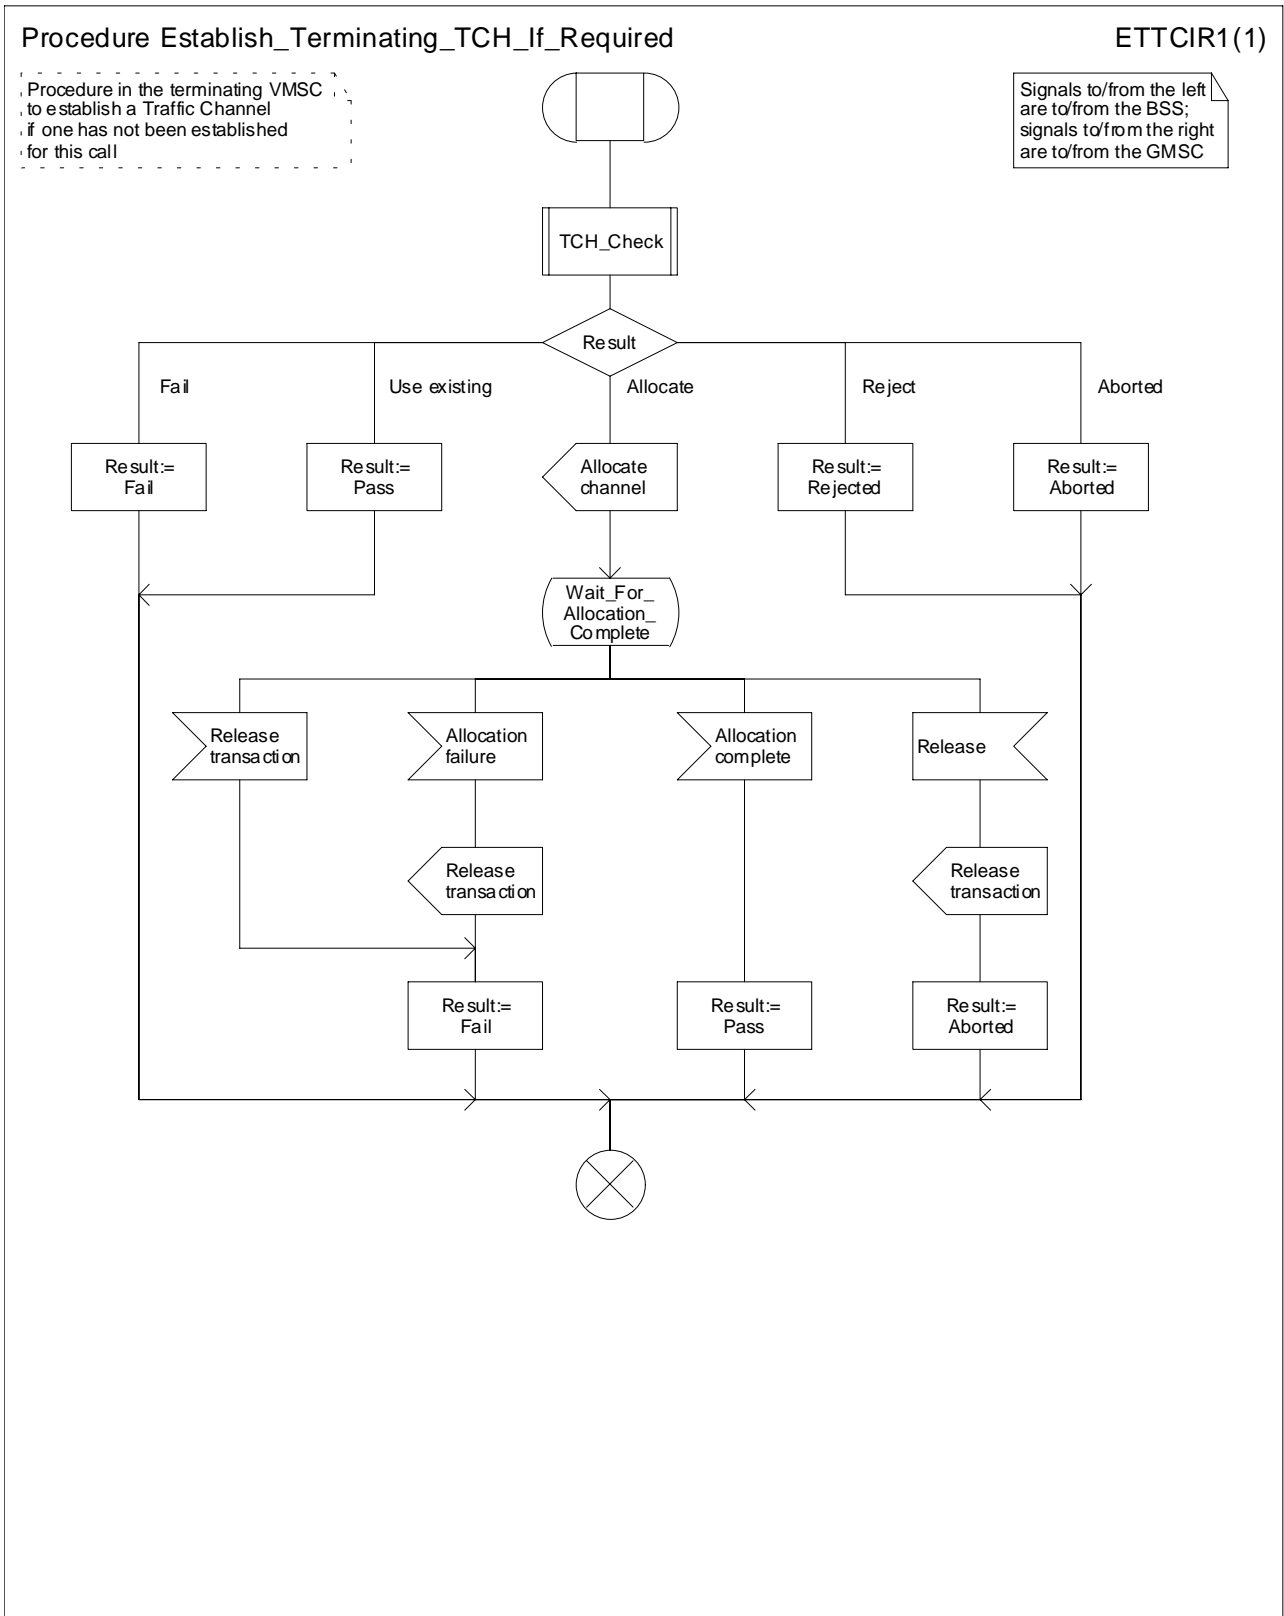 Procedure Establish_Terminating_TCH_If_Required
ETTCIR1(1)
Procedure in the terminating VMSC
to establish a Traffic Channel
if one has not been established
for this call
Signals to/from the left
are to/from the BSS;
signals to/from the right
are to/from the GMSC
TCH_Check
Result
Fail
Use existing
Allocate
Reject
Aborted
Result:=
Fail
Result:=
Pass
Allocate
channel
Result:=
Rejected
Result:=
Aborted
Wait_For_
Allocation_
Complete
Release
transaction
Allocation
failure
Allocation
complete
Release
Release
transaction
Release
transaction
Result:=
Fail
Result:=
Pass
Result:=
Aborted